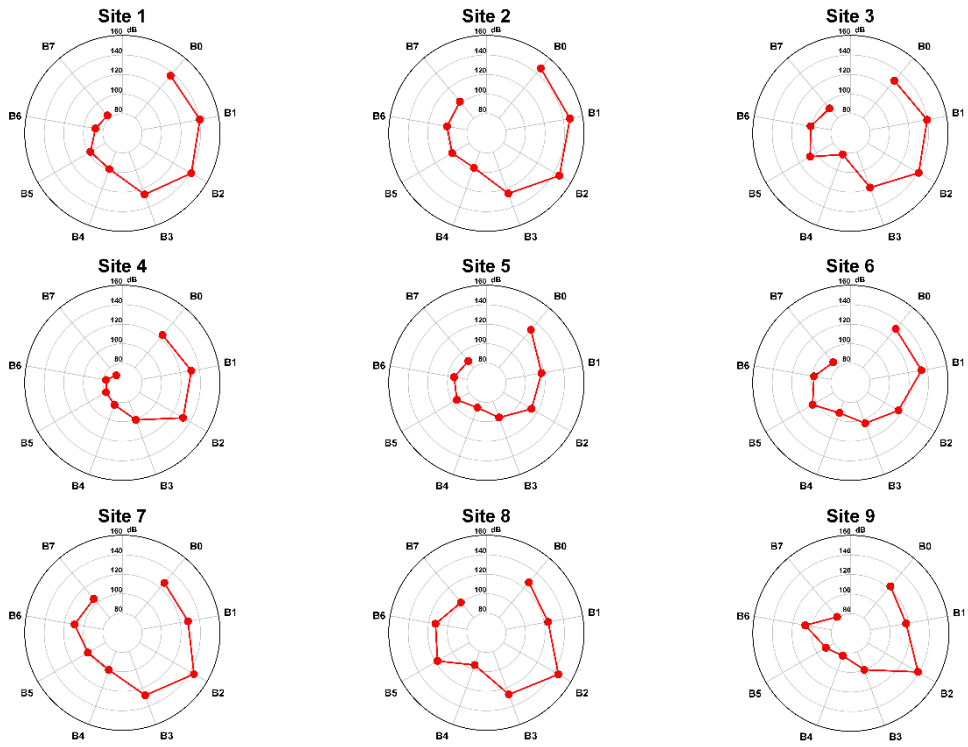 Site 1
160 dB
140
120
100
80
B0
B1
B2
B3
B4
B5
B6
B7
Site 2
160 dB
140
120
100
80
B0
B1
B2
B3
B4
B5
B6
B7
Site 3
160 dB
140
120
100
80
B0
B1
B2
B3
B4
B5
B6
B7
Site 4
160 dB
140
120
100
80
B0
B1
B2
B3
B4
B5
B6
B7
Site 5
160 dB
140
120
100
80
B0
B1
B2
B3
B4
B5
B6
B7
Site 6
160 dB
140
120
100
80
B0
B1
B2
B3
B4
B5
B6
B7
Site 7
160 dB
140
120
100
80
B0
B1
B2
B3
B4
B5
B6
B7
Site 8
160 dB
140
120
100
80
B0
B1
B2
B3
B4
B5
B6
B7
Site 9
160 dB
140
120
100
80
B0
B1
B2
B3
B4
B5
B6
B7